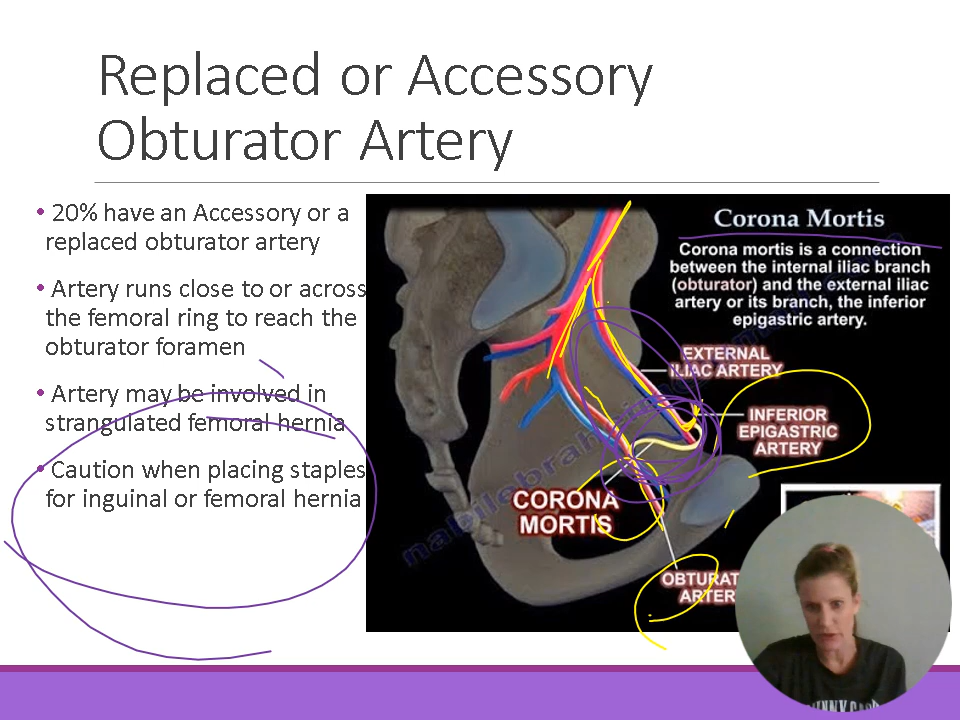 Replaced or Accessory
Obturator Artery
• 20% have an Accessory or a
replaced obturator artery
• Artery runs close to or across
the femoral ring to reach the
obturator foramen
• Artery may be involved in
strangulated femoral hernia
• Caution when placing staples
for inguinal or femoral hernia
Corona Mortis
Corona mortis is a connection
between the internal iliac branch
(obturator) and the external iliac
artery or its branch, the inferior
epigastric artery.
EXTERNAL
ILIAC ARTERY
INFERIOR
EPIGASTRIC
ARTERY
CORONA
MORTIS